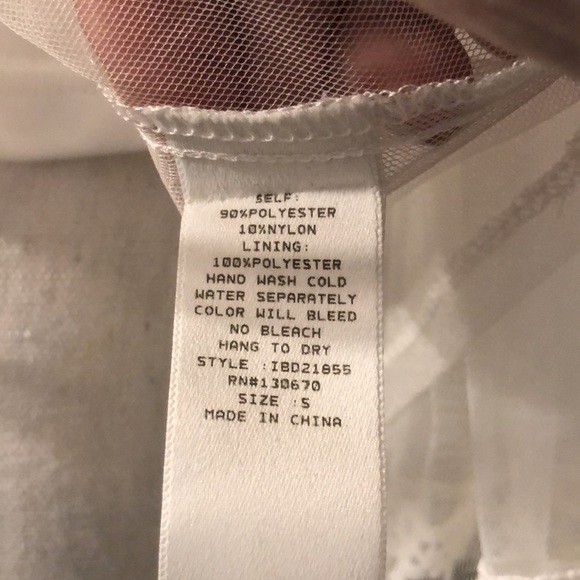 SELF:
90%POLYESTER
10%NYLON
LINING:
100%POLYESTER
HAND WASH COLD
WATER SEPARATELY
COLOR WILL BLEED
NO BLEACH
HANG TO DRY
STYLE :IBD21855
RN#130670
SIZE :S
MADE IN CHINA